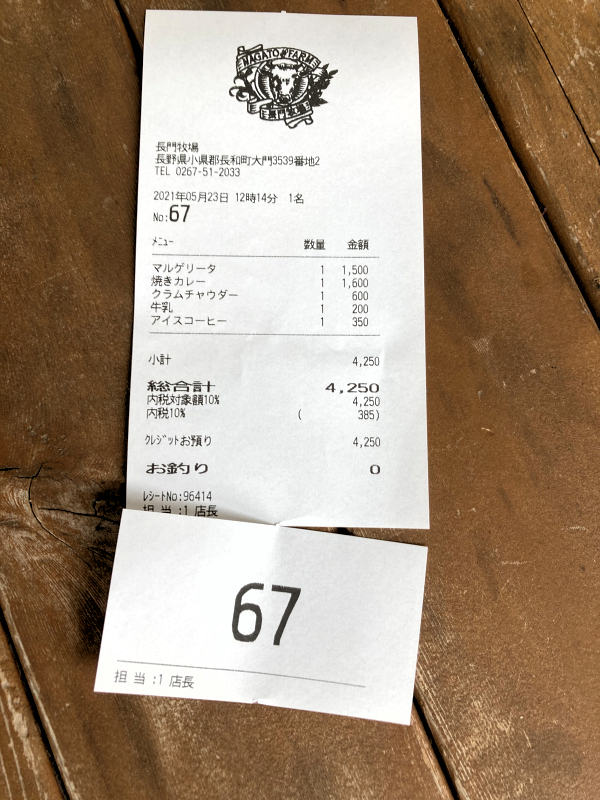 NAGATO FARM
長門牧場
長門牧場
長野県小県郡長和町大門3539番地2
TEL 0267-51-2033
2021年05月23日 12時14分 1名
No:67
ﾒﾆｭｰ 数量 金額
マルゲリータ 1 1,500
焼きカレー 1 1,600
クラムチャウダー 1 600
牛乳 1 200
アイスコーヒー 1 350
小計 4,250
総合計 4,250
内税対象額10% 4,250
内税10% ( 385)
ｸﾚｼﾞｯﾄお預り 4,250
お釣り 0
ﾚｼｰﾄNo:96414
担 当 :1 店長
67
担 当 :1 店長